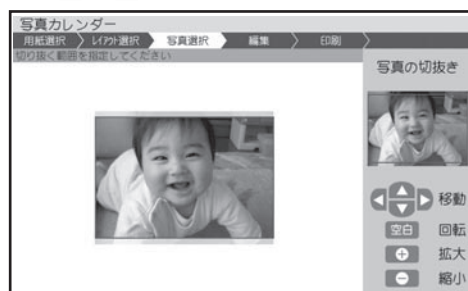 写真カレンダー
用紙選択 レイアウト選択 写真選択 編集 印刷
切り抜く範囲を指定してください
写真の切抜き
移動
空白 回転
+ 拡大
- 縮小